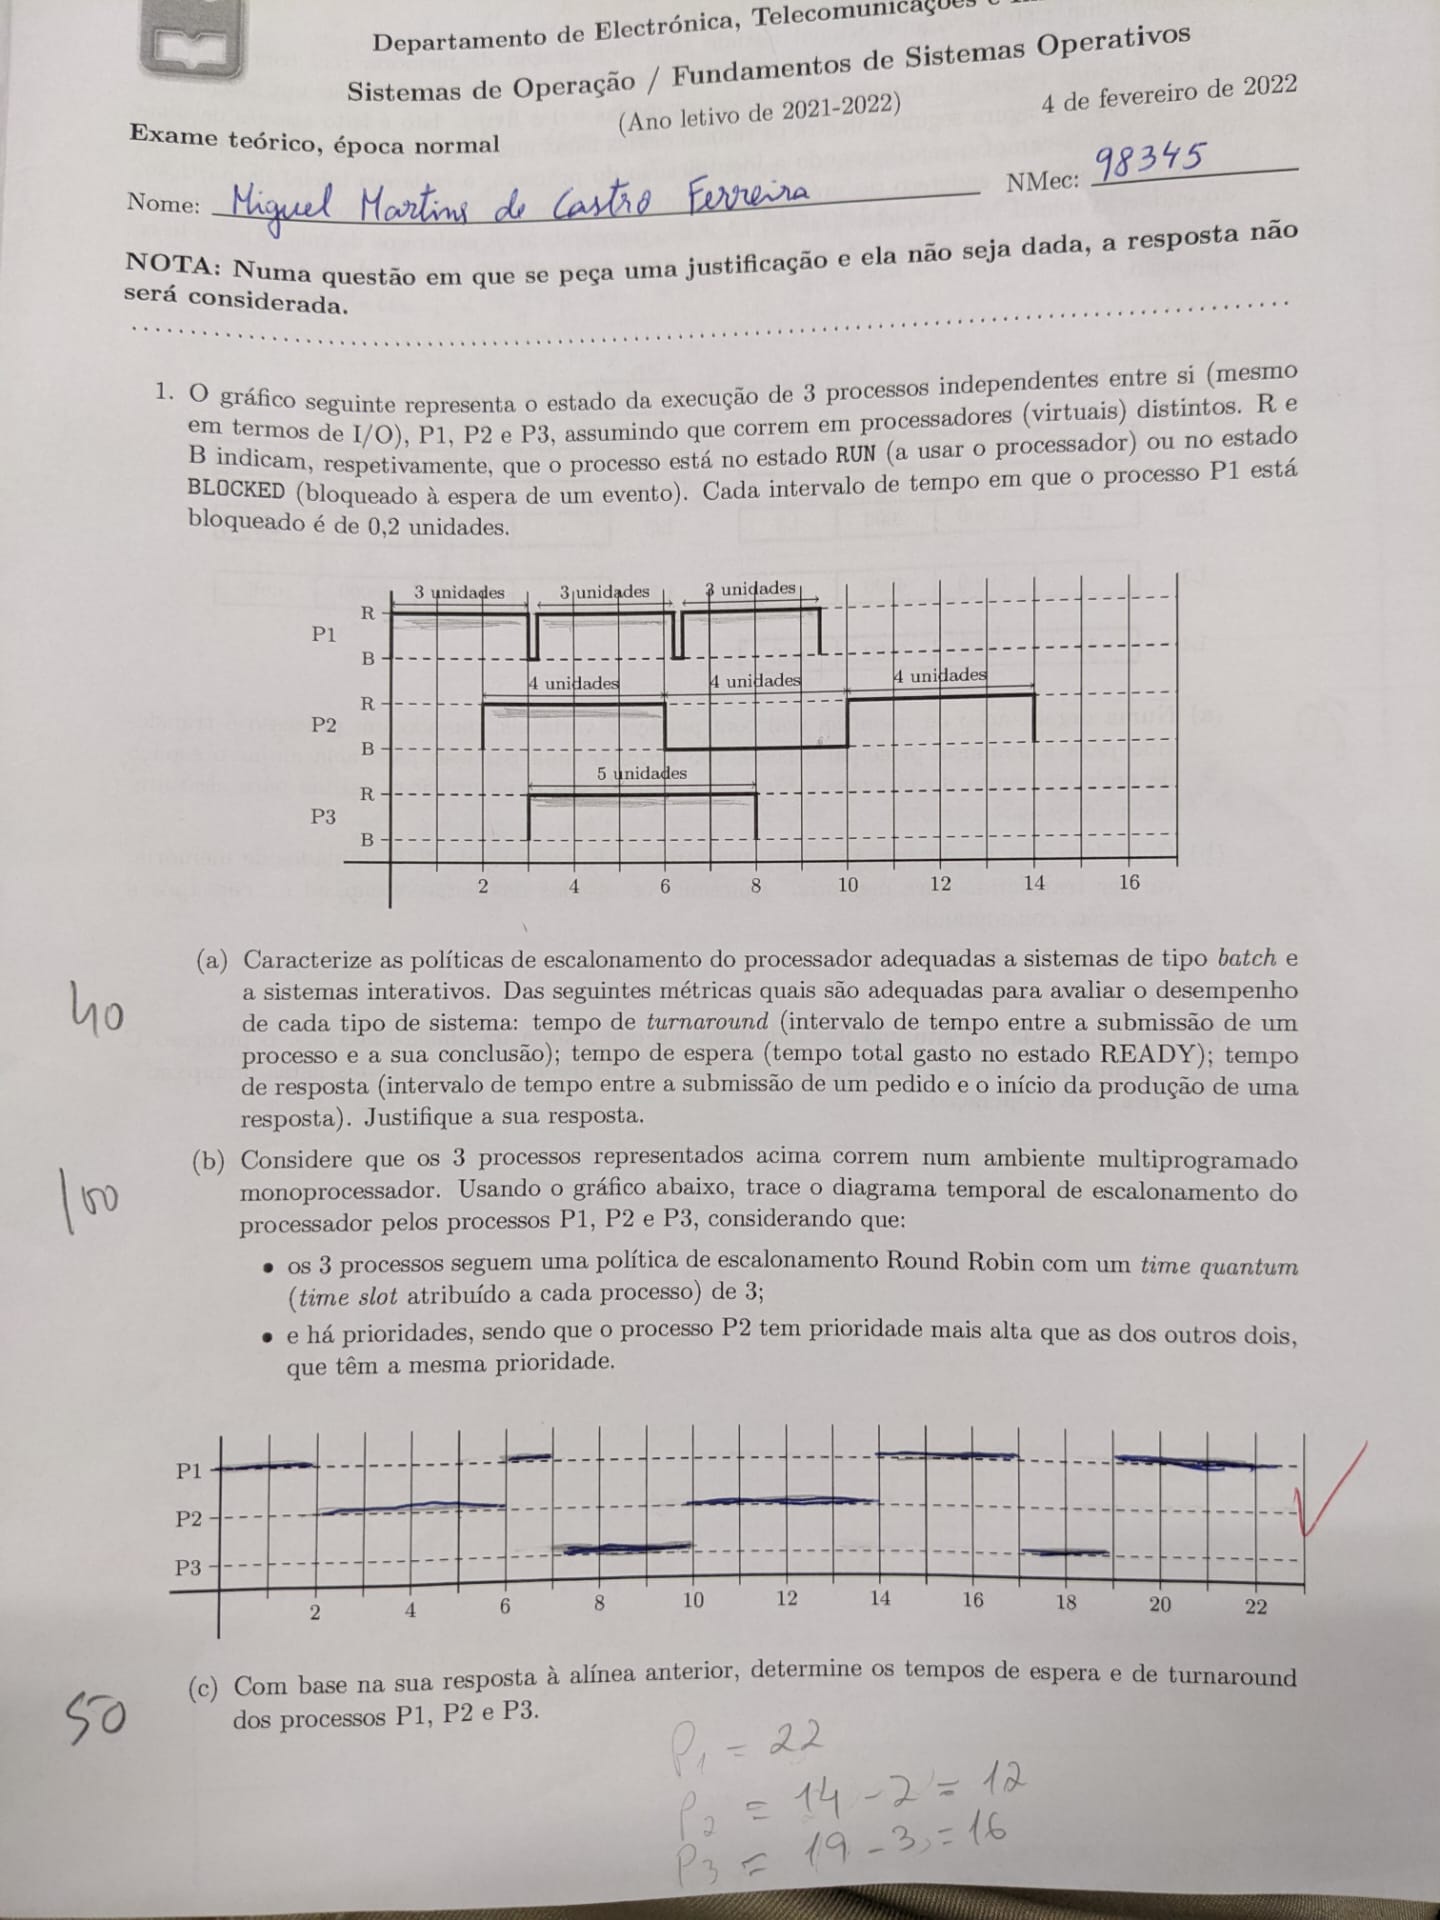 Departamento de Electrónica, Telecomunicações e
Sistemas de Operação / Fundamentos de Sistemas Operativos
(Ano letivo de 2021-2022)
4 de fevereiro de 2022
Exame teórico, época normal
Nome: Miguel Martins de Castro Ferreira NMec: 98345
NOTA: Numa questão em que se peça uma justificação e ela não seja dada, a resposta não
será considerada.
1. O gráfico seguinte representa o estado da execução de 3 processos independentes entre si (mesmo
em termos de I/O), P1, P2 e P3, assumindo que correm em processadores (virtuais) distintos. R e
B indicam, respetivamente, que o processo está no estado RUN (a usar o processador) ou no estado
BLOCKED (bloqueado à espera de um evento). Cada intervalo de tempo em que o processo P1 está
bloqueado é de 0,2 unidades.
3 unidades 3 unidades 3 unidades
R
P1
B
4 unidades 4 unidades 4 unidades
R
P2
B
5 unidades
R
P3
B
2 4 6 8 10 12 14 16
40
(a) Caracterize as políticas de escalonamento do processador adequadas a sistemas de tipo batch e
a sistemas interativos. Das seguintes métricas quais são adequadas para avaliar o desempenho
de cada tipo de sistema: tempo de turnaround (intervalo de tempo entre a submissão de um
processo e a sua conclusão); tempo de espera (tempo total gasto no estado READY); tempo
de resposta (intervalo de tempo entre a submissão de um pedido e o início da produção de uma
resposta). Justifique a sua resposta.
100
(b) Considere que os 3 processos representados acima correm num ambiente multiprogramado
monoprocessador. Usando o gráfico abaixo, trace o diagrama temporal de escalonamento do
processador pelos processos P1, P2 e P3, considerando que:
• os 3 processos seguem uma política de escalonamento Round Robin com um time quantum
(time slot atribuído a cada processo) de 3;
• e há prioridades, sendo que o processo P2 tem prioridade mais alta que as dos outros dois,
que têm a mesma prioridade.
P1
P2
P3
2 4 6 8 10 12 14 16 18 20 22
50
(c) Com base na sua resposta à alínea anterior, determine os tempos de espera e de turnaround
dos processos P1, P2 e P3.
P1 = 22
P2 = 14 - 2 = 12
P3 = 19 - 3 = 16